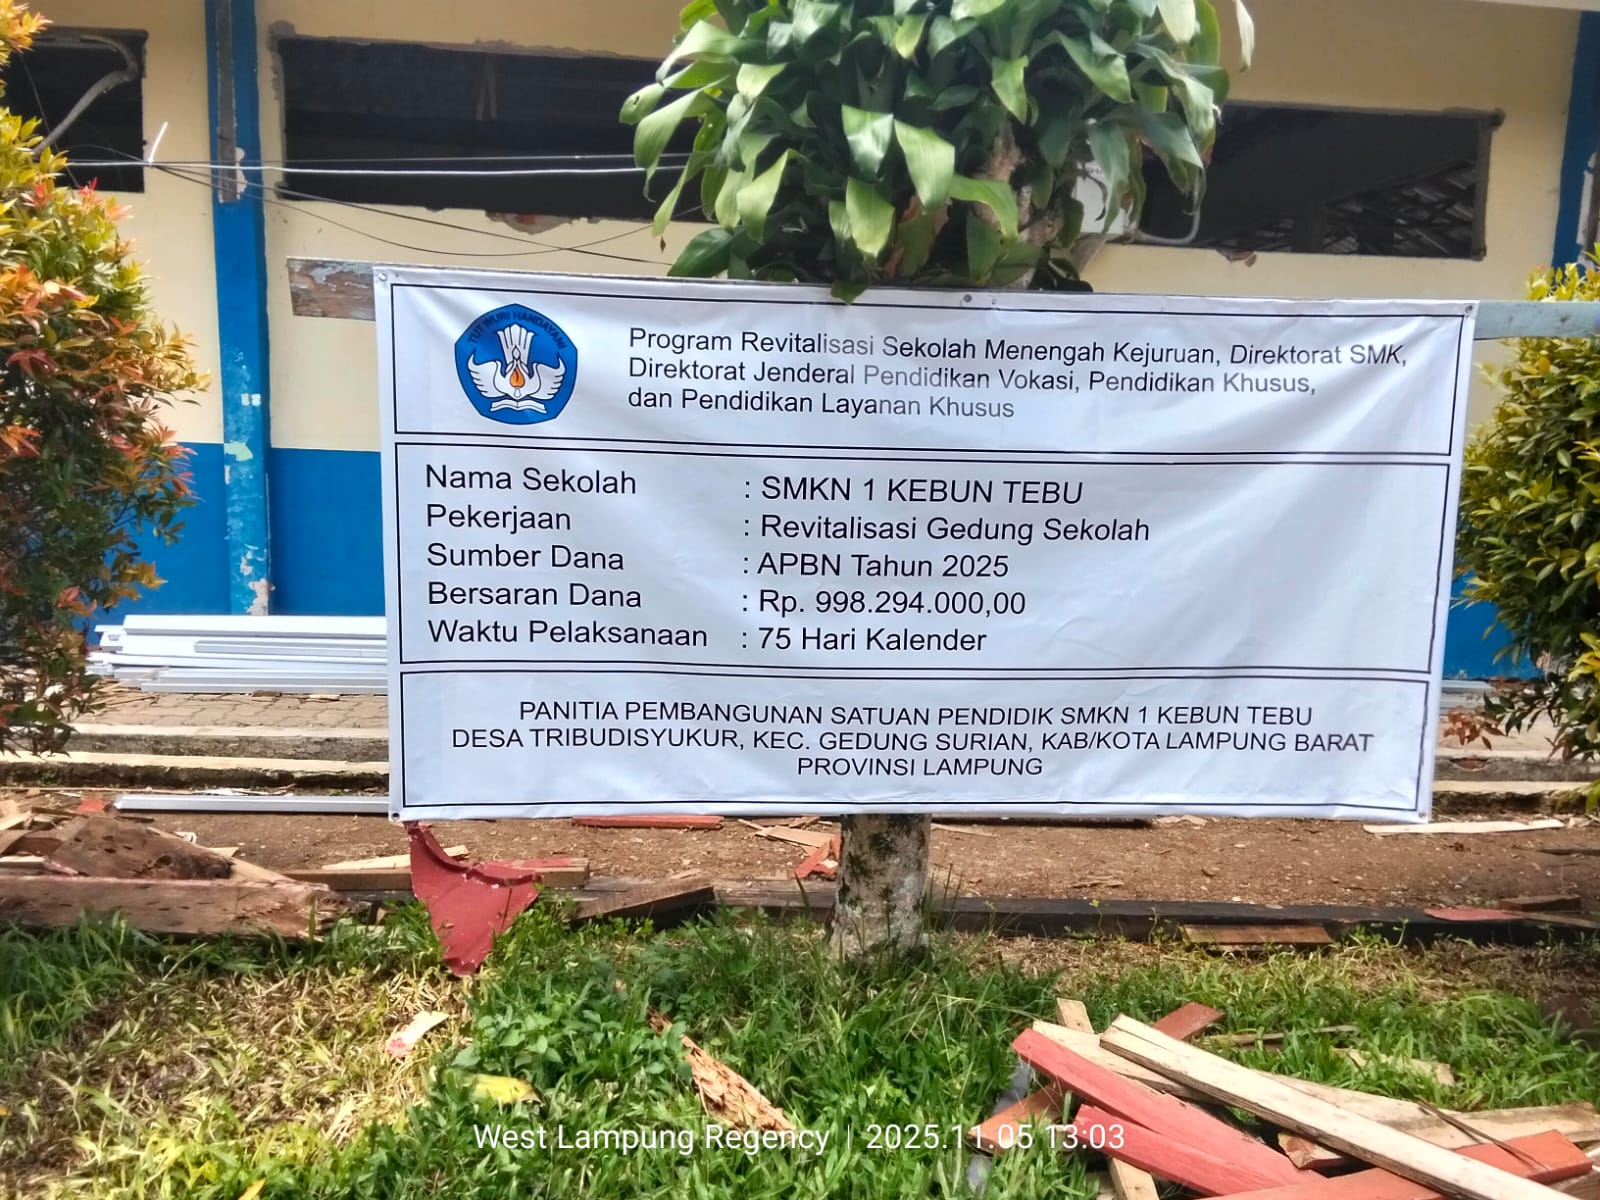 TUT WURI HANDAYANI
Program Revitalisasi Sekolah Menengah Kejuruan, Direktorat SMK,
Direktorat Jenderal Pendidikan Vokasi, Pendidikan Khusus,
dan Pendidikan Layanan Khusus
Nama Sekolah : SMKN 1 KEBUN TEBU
Pekerjaan : Revitalisasi Gedung Sekolah
Sumber Dana : APBN Tahun 2025
Bersaran Dana : Rp. 998.294.000,00
Waktu Pelaksanaan : 75 Hari Kalender
PANITIA PEMBANGUNAN SATUAN PENDIDIK SMKN 1 KEBUN TEBU
DESA TRIBUDISYUKUR, KEC. GEDUNG SURIAN, KAB/KOTA LAMPUNG BARAT
PROVINSI LAMPUNG
West Lampung Regency | 2025.11.05 13:03